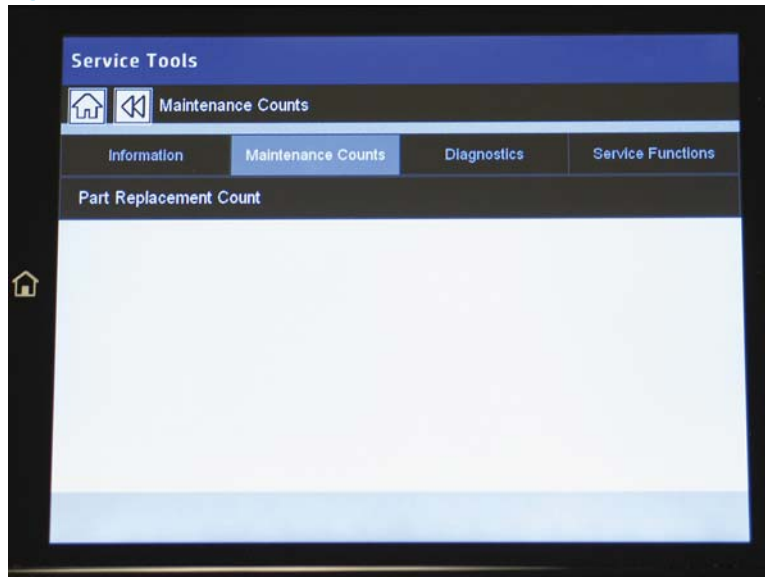 Service Tools
Maintenance Counts
Information Maintenance Counts Diagnostics Service Functions
Part Replacement Count